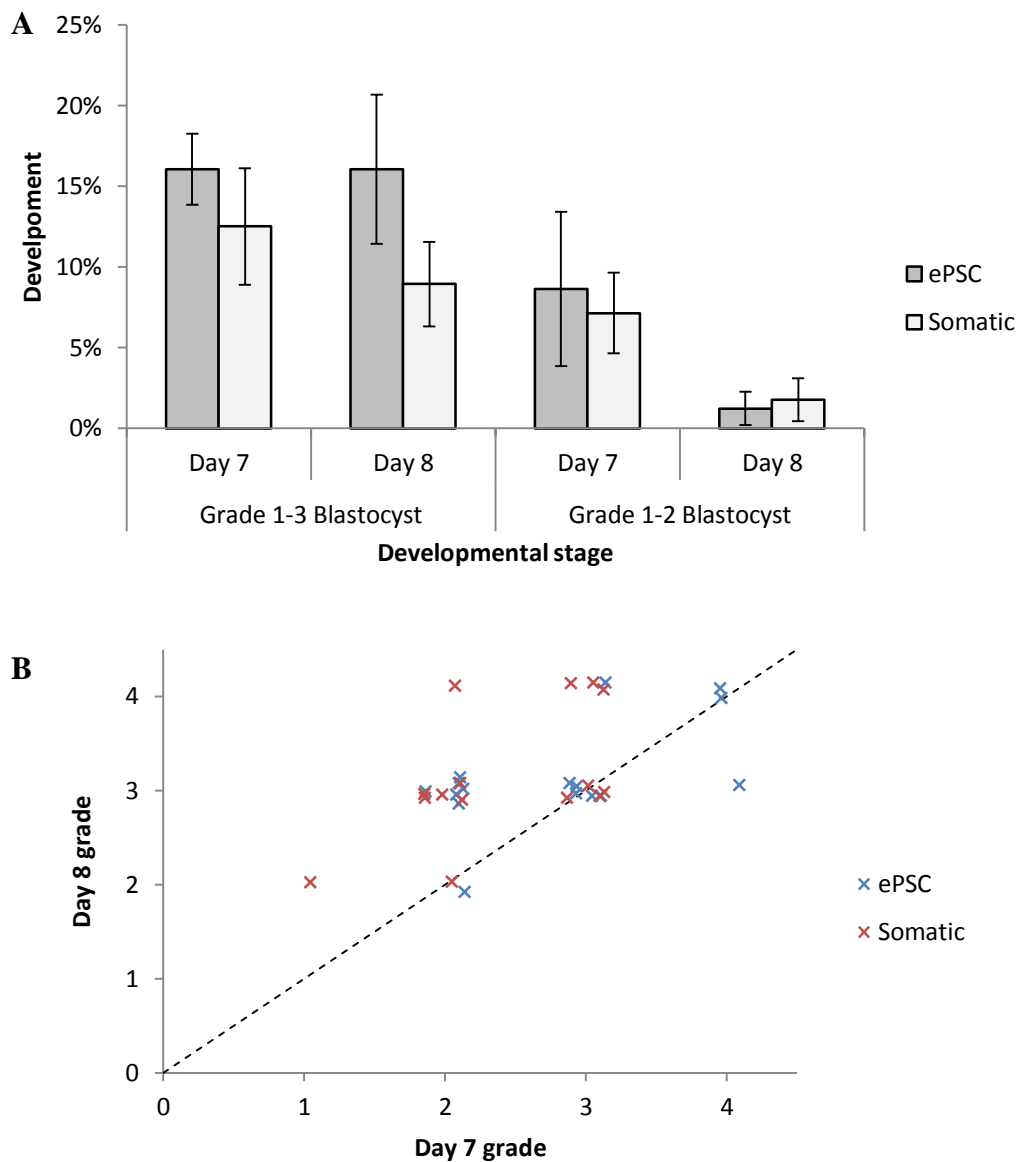 A
25%
20%
15%
10%
5%
0%
Develpoment
Day 7 Day 8 Day 7 Day 8
Grade 1-3 Blastocyst Grade 1-2 Blastocyst
Developmental stage
ePSC
Somatic
B
4
3
2
1
0
Day 8 grade
0 1 2 3 4
Day 7 grade
ePSC
Somatic